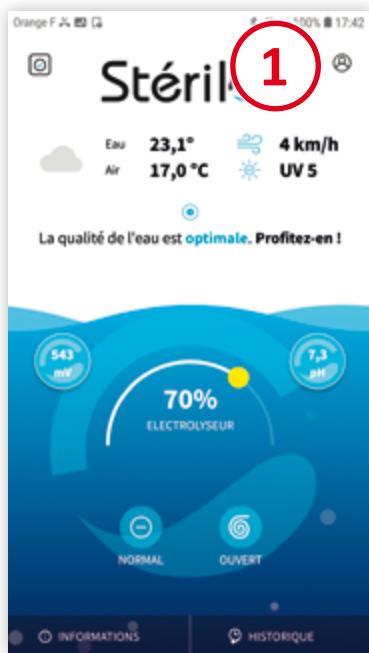 Orange F 100% 17:42
1
Stéril
Eau 23,1° 4 km/h
Air 17,0 °C UV 5
La qualité de l'eau est optimale. Profitez-en !
543 mV
7,3 pH
70%
ELECTROLYSEUR
NORMAL OUVERT
INFORMATIONS HISTORIQUE